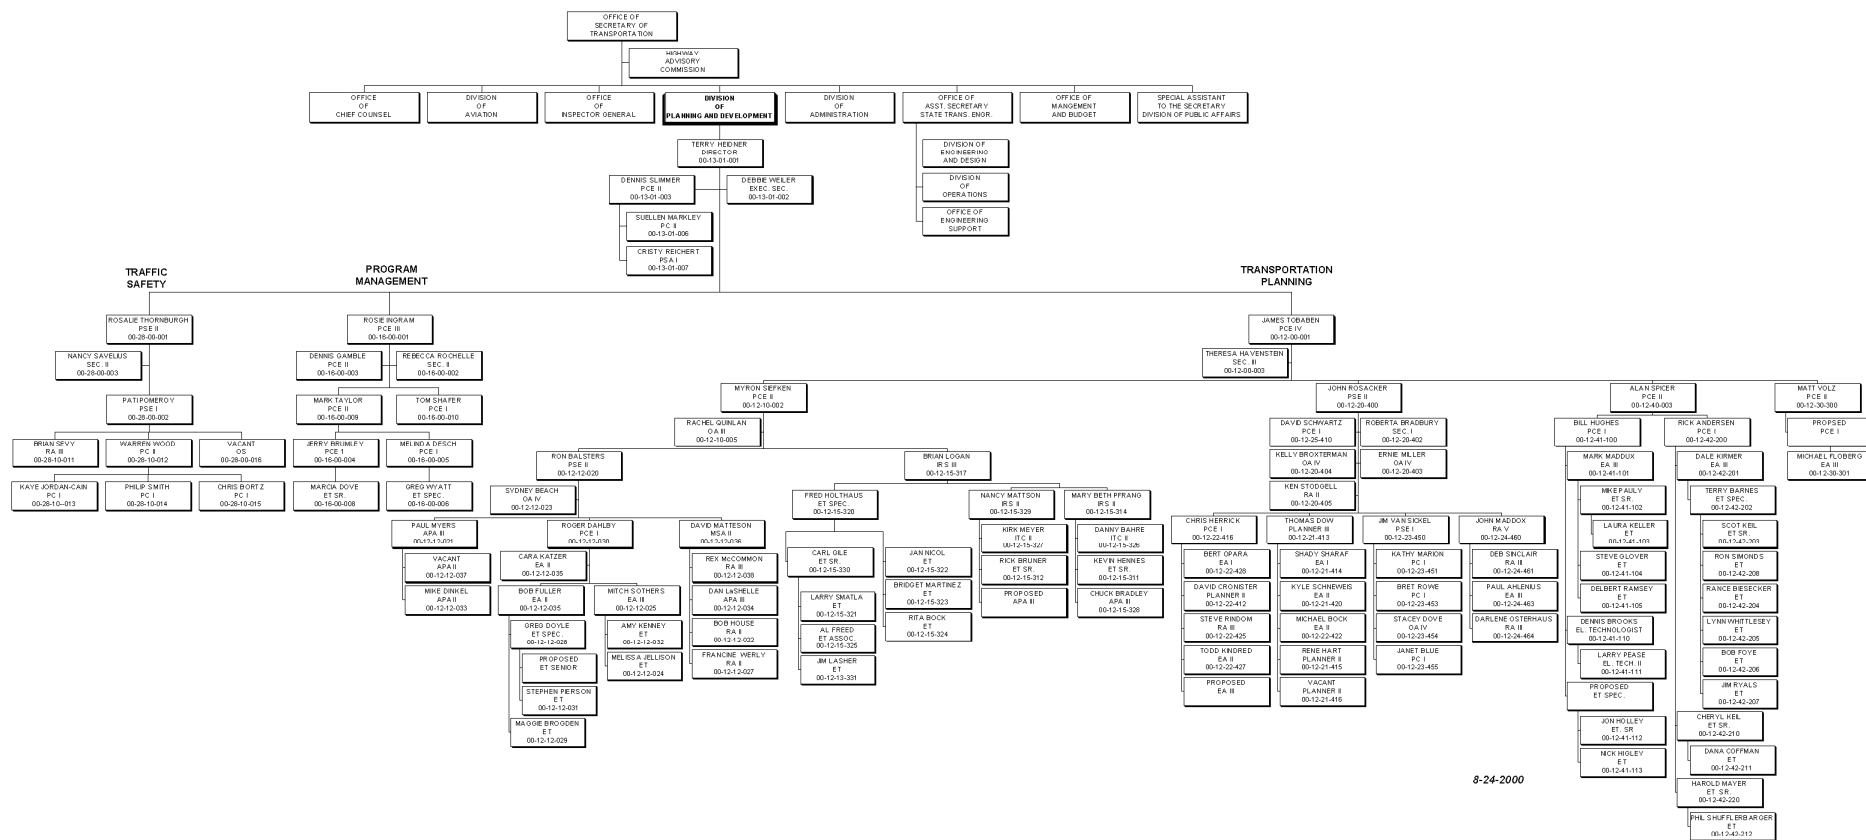 OFFICE OF
SECRETARY OF
TRANSPORTATION
HIGHWAY
ADVISORY
COMMISSION
OFFICE
OF
CHIEF COUNSEL
DIVISION
OF
AVIATION
OFFICE
OF
INSPECTOR GENERAL
DIVISION
OF
PLANNING AND DEVELOPMENT
DIVISION
OF
ADMINISTRATION
OFFICE OF
ASST. SECRETARY
STATE TRANS. ENGR.
OFFICE OF
MANGEMENT
AND BUDGET
SPECIAL ASSISTANT
TO THE SECRETARY
DIVISION OF PUBLIC AFFAIRS
TERRY HEIDNER
DIRECTOR
00-13-01-001
DIVISION OF
ENGINEERING
AND DESIGN
DENNIS SLIMMER
PCE II
00-13-01-003
DEBBIE WEILER
EXEC. SEC.
00-13-01-002
DIVISION
OF
OPERATIONS
SUELLEN MARKLEY
PC II
00-13-01-006
OFFICE OF
ENGINEERING
SUPPORT
CRISTY REICHERT
PSA I
00-13-01-007
TRAFFIC
SAFETY
PROGRAM
MANAGEMENT
TRANSPORTATION
PLANNING
ROSALIE THORNBURGH
PSE II
00-28-00-001
ROSIE INGRAM
PCE III
00-16-00-001
JAMES TOBABEN
PCE IV
00-12-00-001
NANCY SAVELIUS
SEC. II
00-28-00-003
DENNIS GAMBLE
PCE II
00-16-00-003
REBECCA ROCHELLE
SEC. II
00-16-00-002
THERESA HAVENSTEIN
SEC. III
00-12-00-003
PATI POMEROY
PSE I
00-28-00-002
MARK TAYLOR
PCE II
00-16-00-009
TOM SHAFER
PCE I
00-16-00-010
MYRON SIEFKEN
PCE II
00-12-10-002
JOHN ROSACKER
PSE II
00-12-20-400
ALAN SPICER
PCE II
00-12-40-003
MATT VOLZ
PCE II
00-12-30-300
BRIAN SEVY
RA III
00-28-10-011
WARREN WOOD
PC II
00-28-10-012
VACANT
OS
00-28-00-016
JERRY BRUMLEY
PCE 1
00-16-00-004
MELINDA DESCH
PCE I
00-16-00-005
RACHEL QUINLAN
OA III
00-12-10-005
DAVID SCHWARTZ
PCE I
00-12-25-410
ROBERTA BRADBURY
SEC. I
00-12-20-402
BILL HUGHES
PCE I
00-12-41-100
RICK ANDERSEN
PCE I
00-12-42-200
PROPSED
PCE I
KAYE JORDAN-CAIN
PC I
00-28-10--013
PHILIP SMITH
PC I
00-28-10-014
CHRIS BORTZ
PC I
00-28-10-015
MARCIA DOVE
ET SR.
00-16-00-008
GREG WYATT
ET SPEC.
00-16-00-006
RON BALSTERS
PSE II
00-12-12-020
BRIAN LOGAN
IRS III
00-12-15-317
KELLY BROXTERMAN
OA IV
00-12-20-404
ERNIE MILLER
OA IV
00-12-20-403
MARK MADDUX
EA III
00-12-41-101
DALE KIRMER
EA III
00-12-42-201
MICHAEL FLOBERG
EA III
00-12-30-301
SYDNEY BEACH
OA IV
00-12-12-023
FRED HOLTHAUS
ET SPEC.
00-12-15-320
NANCY MATTSON
IRS II
00-12-15-329
MARY BETH PFRANG
IRS II
00-12-15-314
KEN STODGELL
RA II
00-12-20-405
MIKE PAULY
ET SR.
00-12-41-102
TERRY BARNES
ET SPEC.
00-12-42-202
PAUL MYERS
APA III
00-12-12-021
ROGER DAHLBY
PCE I
00-12-12-030
DAVID MATTESON
MSA II
00-12-12-036
KIRK MEYER
ITC II
00-12-15-327
DANNY BAHRE
ITC II
00-12-15-326
CHRIS HERRICK
PCE I
00-12-22-416
THOMAS DOW
PLANNER III
00-12-21-413
JIM VAN SICKEL
PSE I
00-12-23-450
JOHN MADDOX
RA V
00-12-24-460
LAURA KELLER
ET
00-12-41-103
SCOT KEIL
ET SR.
00-12-42-203
VACANT
APA II
00-12-12-037
CARA KATZER
EA II
00-12-12-035
REX McCOMMON
RA III
00-12-12-038
CARL GILE
ET SR.
00-12-15-330
JAN NICOL
ET
00-12-15-322
RICK BRUNER
ET SR.
00-12-15-312
KEVIN HENNES
ET SR.
00-12-15-311
BERT OPARA
EA I
00-12-22-428
SHADY SHARAF
EA I
00-12-21-414
KATHY MARION
PC I
00-12-23-451
DEB SINCLAIR
RA III
00-12-24-461
STEVE GLOVER
ET
00-12-41-104
RON SIMONDS
ET
00-12-42-208
MIKE DINKEL
APA II
00-12-12-033
BOB FULLER
EA II
00-12-12-035
MITCH SOTHERS
EA III
00-12-12-025
DAN LaSHELLE
APA III
00-12-12-034
LARRY SMATLA
ET
00-12-15-321
BRIDGET MARTINEZ
ET
00-12-15-323
PROPOSED
APA III
CHUCK BRADLEY
APA III
00-12-15-328
DAVID CRONISTER
PLANNER II
00-12-22-412
KYLE SCHNEWEIS
EA II
00-12-21-420
BRET ROWE
PC I
00-12-23-453
PAUL AHLENIUS
EA III
00-12-24-463
DELBERT RAMSEY
ET
00-12-41-105
RANCE BIESECKER
ET
00-12-42-204
GREG DOYLE
ET SPEC.
00-12-12-028
AMY KENNEY
ET
00-12-12-032
BOB HOUSE
RA II
00-12-12-022
AL FREED
ET ASSOC.
00-12-15-325
RITA BOCK
ET
00-12-15-324
STEVE RINDOM
RA III
00-12-22-425
MICHAEL BOCK
EA II
00-12-22-422
STACEY DOVE
OA IV
00-12-23-454
DARLENE OSTERHAUS
RA III
00-12-24-464
DENNIS BROOKS
EL. TECHNOLOGIST
00-12-41-110
LYNN WHITTLESEY
ET
00-12-42-205
PROPOSED
ET SENIOR
MELISSA JELLISON
ET
00-12-12-024
FRANCINE WERLY
RA II
00-12-12-027
JIM LASHER
ET
00-12-13-331
TODD KINDRED
EA II
00-12-22-427
RENE HART
PLANNER II
00-12-21-415
JANET BLUE
PC I
00-12-23-455
LARRY PEASE
EL. TECH. II
00-12-41-111
BOB FOYE
ET
00-12-42-206
STEPHEN PIERSON
ET
00-12-12-031
PROPOSED
EA III
VACANT
PLANNER II
00-12-21-416
PROPOSED
ET SPEC.
JIM RYALS
ET
00-12-42-207
MAGGIE BROGDEN
ET
00-12-12-029
JON HOLLEY
ET. SR
00-12-41-112
CHERYL KEIL
ET SR.
00-12-42-210
NICK HIGLEY
ET
00-12-41-113
DANA COFFMAN
ET
00-12-42-211
8-24-2000
HAROLD MAYER
ET. SR.
00-12-42-220
PHIL SHUFFLERBARGER
ET
00-12-42-212